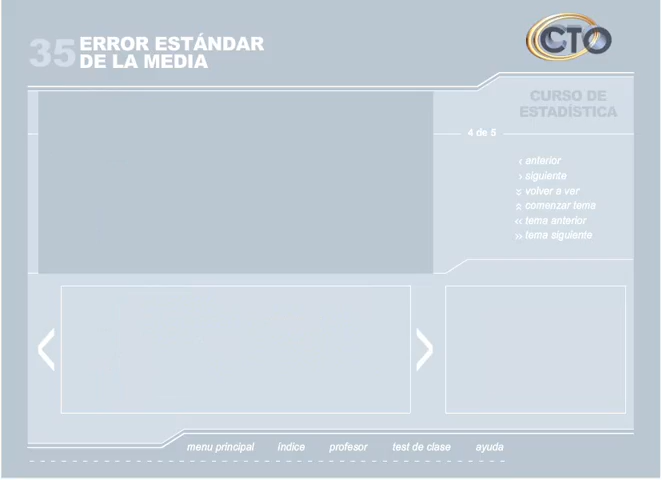 35 ERROR ESTÁNDAR
DE LA MEDIA
CTO
CURSO DE
ESTADÍSTICA
4 de 5
‹ anterior
› siguiente
volver a ver
comenzar tema
‹‹ tema anterior
›› tema siguiente
menu principal índice profesor test de clase ayuda